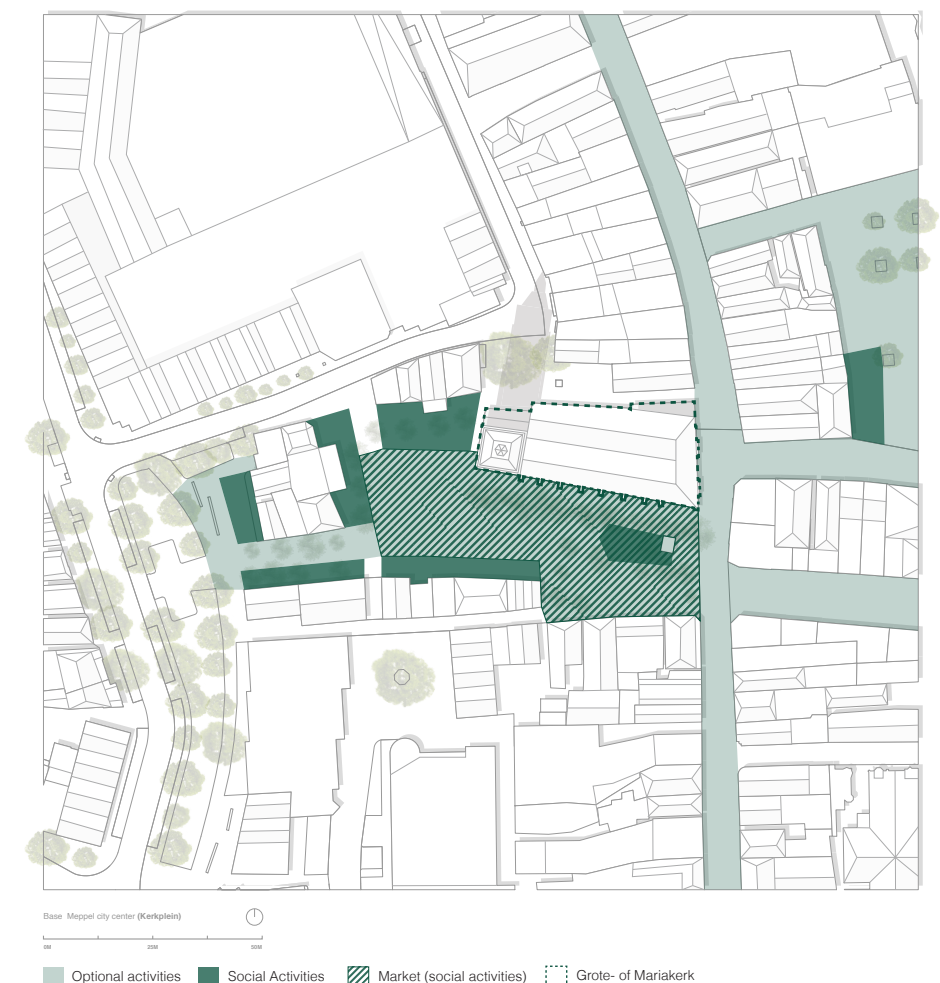 Base Meppel city center (Kerkplein)
0M 25M 50M
Optional activities Social Activities Market (social activities) Grote- of Mariakerk